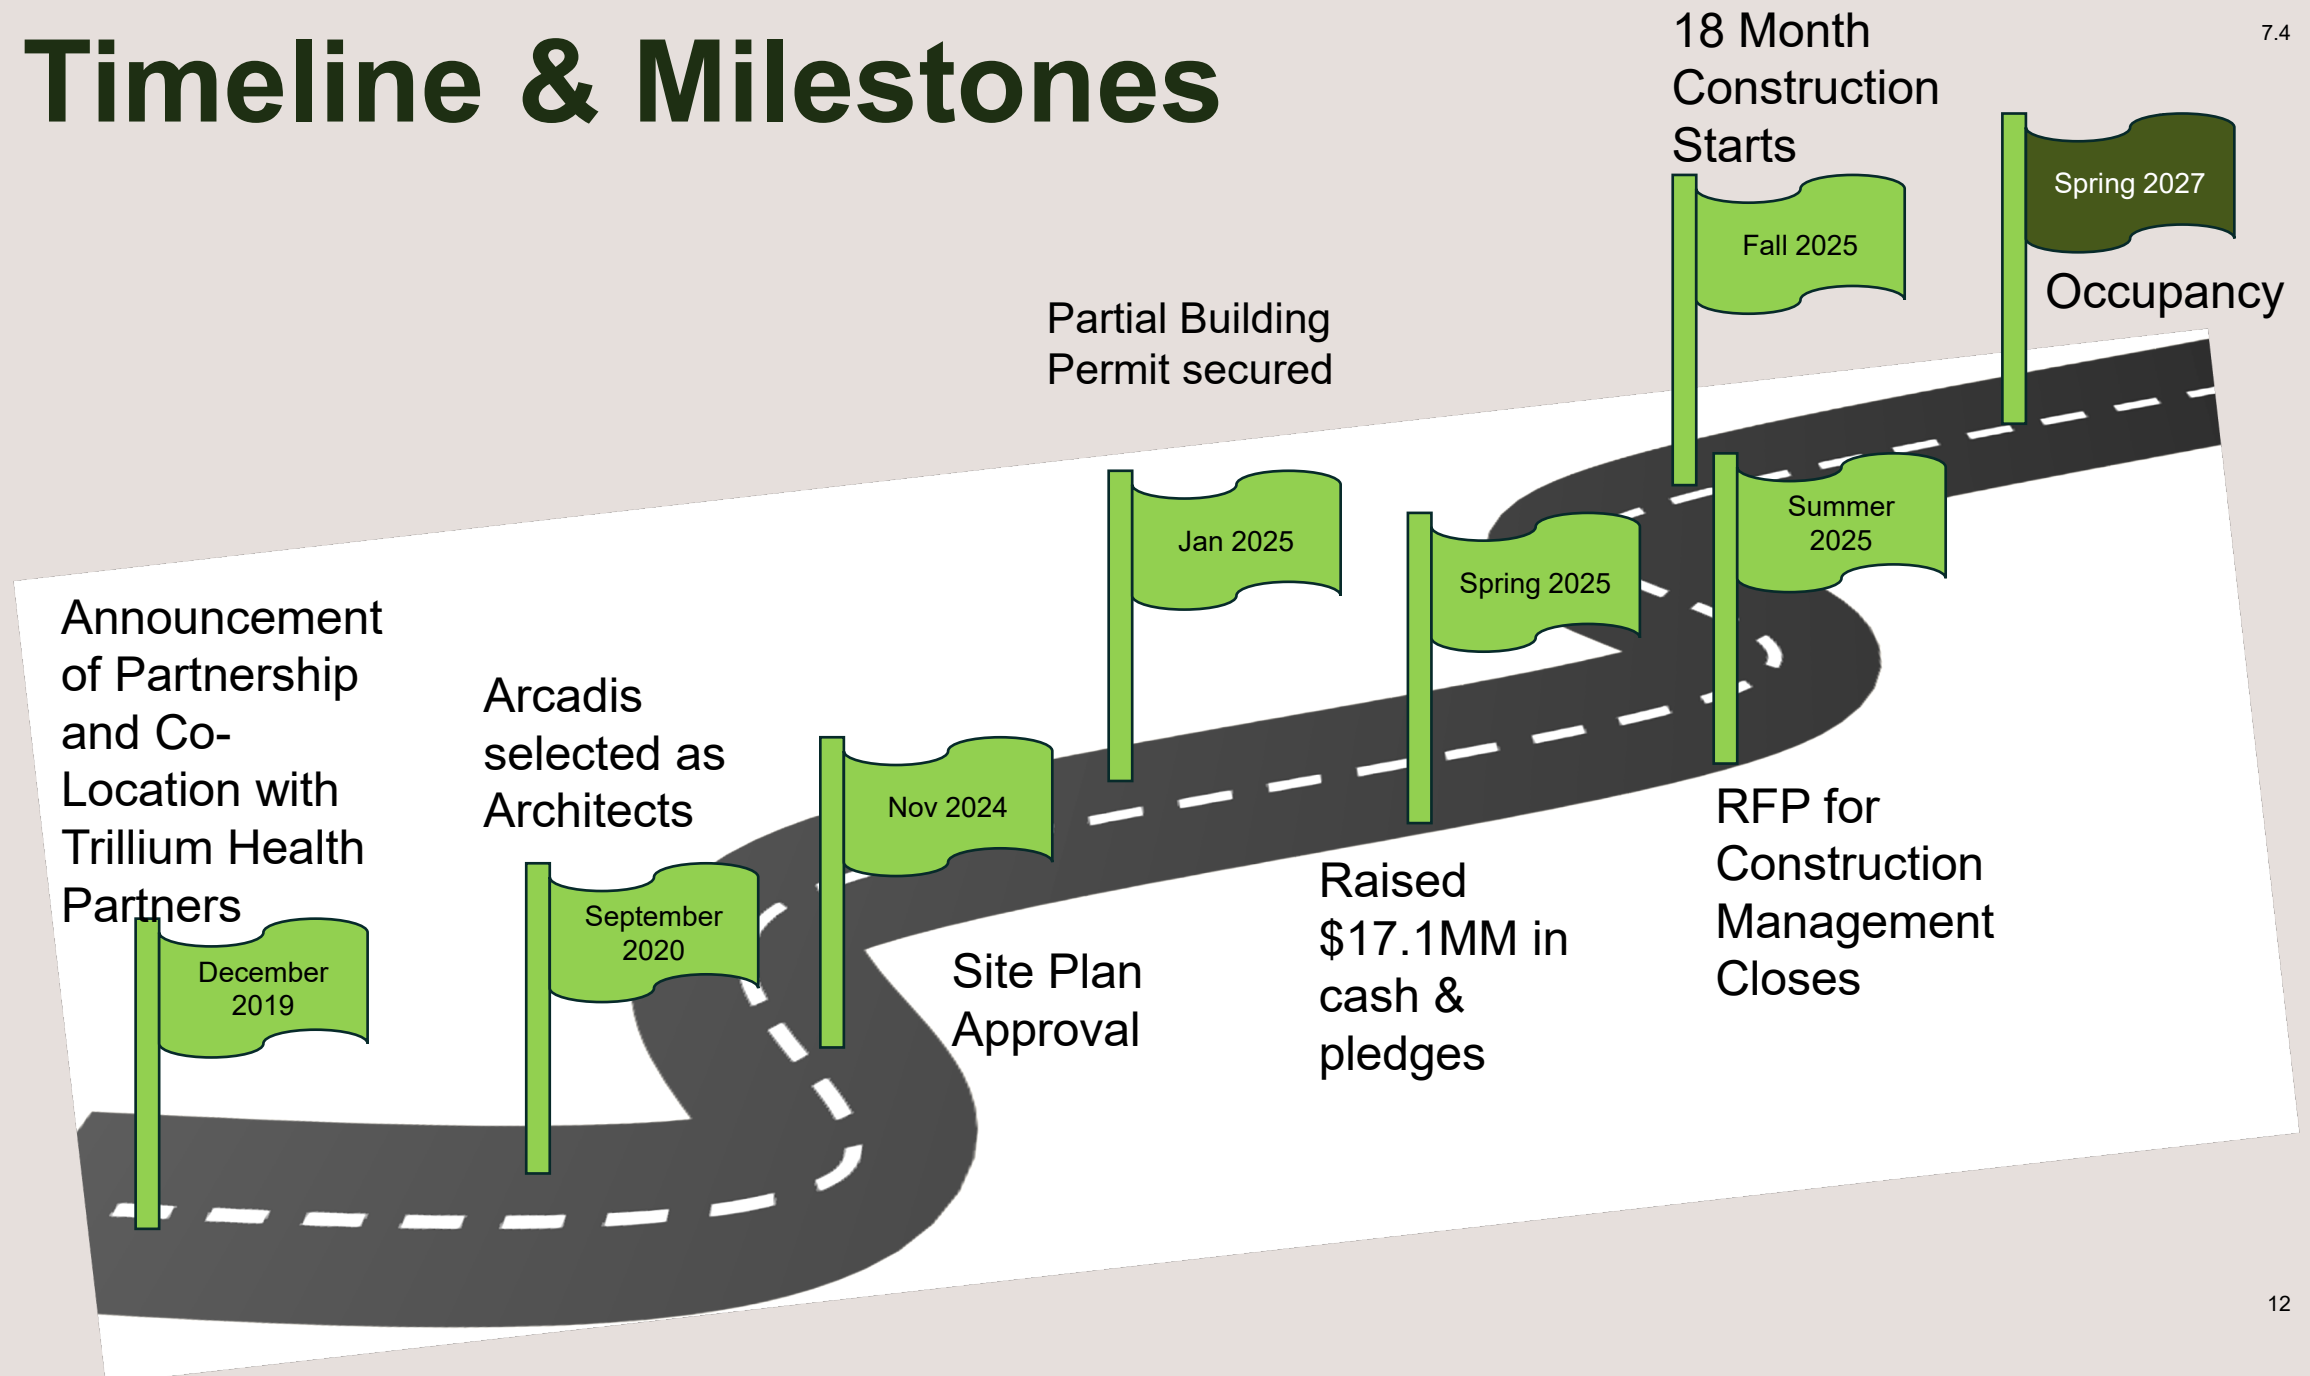 Timeline & Milestones
7.4
18 Month
Construction
Starts
Spring 2027
Fall 2025
Occupancy
Partial Building
Permit secured
Summer
2025
Jan 2025
Spring 2025
Announcement
of Partnership
and Co-
Location with
Trillium Health
Partners
Arcadis
selected as
Architects
Nov 2024
RFP for
Construction
Management
Closes
Raised
$17.1MM in
cash &
pledges
September
2020
December
2019
Site Plan
Approval
12